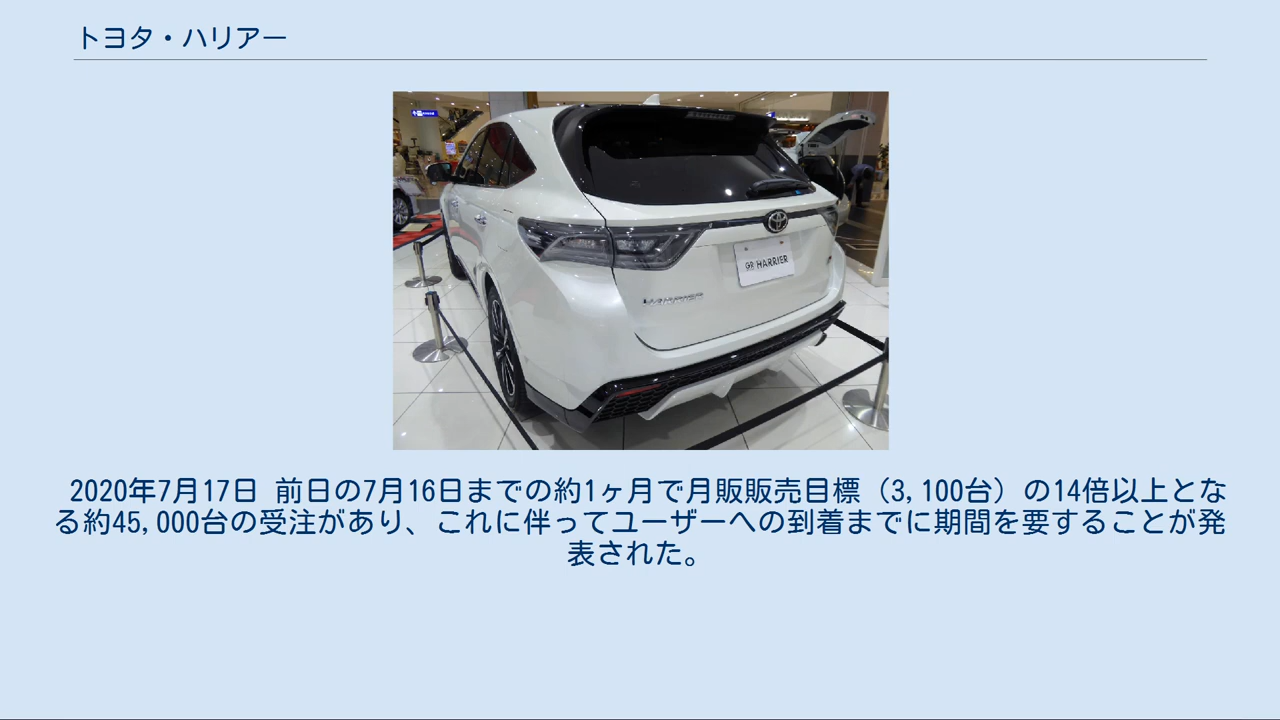 トヨタ・ハリアー
GR HARRIER
HARRIER
2020年7月17日 前日の7月16日までの約1ヶ月で月販販売目標（3,100台）の14倍以上とな
る約45,000台の受注があり、これに伴ってユーザーへの到着までに期間を要することが発
表された。